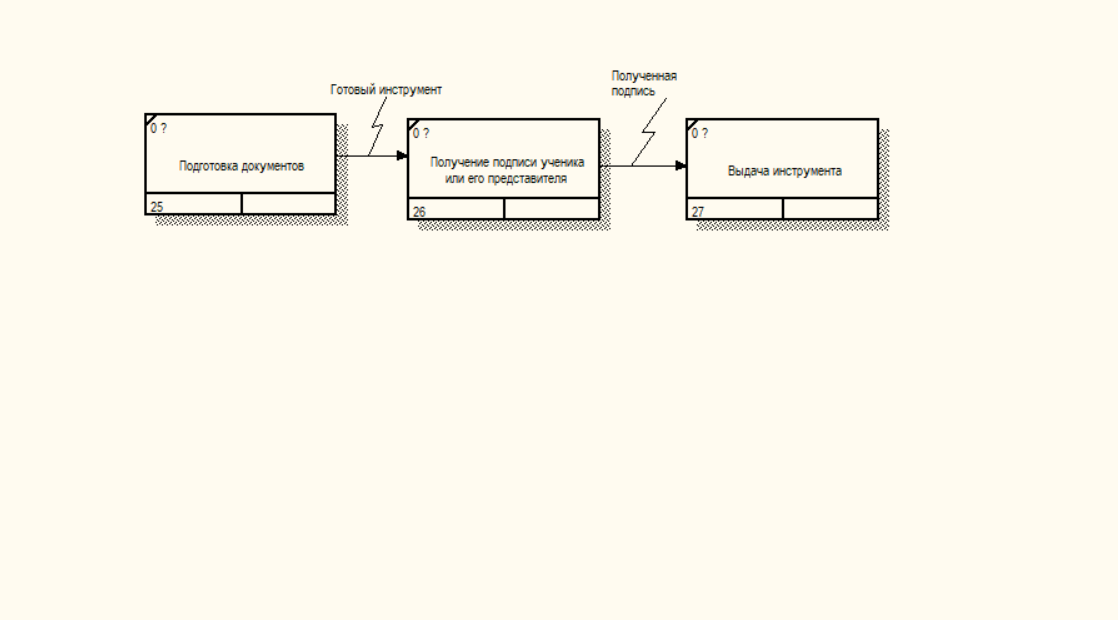 Готовый инструмент
Полученная
подпись
0 ?
Подготовка документов
25
0 ?
Получение подписи ученика
или его представителя
26
0 ?
Выдача инструмента
27